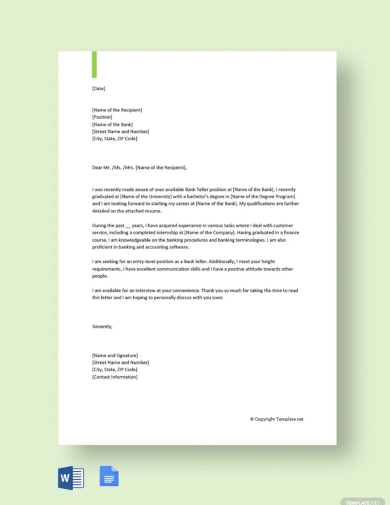 [Date]
[Name of the Recipient]
[Position]
[Name of the Bank]
[Street Name and Number]
[City, State, ZIP Code]
Dear Mr. /Ms. /Mrs. [Name of the Recipient],
I was recently made aware of your available Bank Teller position at [Name of the Bank]. I recently
graduated at [Name of the University] with a bachelor's degree in [Name of the Degree Program]
and I am looking forward to starting my career at [Name of the Bank]. My qualifications are further
detailed on the attached resume.
During the past __ years, I have acquired experience in various tasks where I deal with customer
service, including a completed internship at [Name of the Company]. Having graduated in a finance
course, I am knowledgeable on the banking procedures and banking terminologies. I am also
proficient in banking and accounting software.
I am seeking for an entry-level position as a Bank teller. Additionally, I meet your height
requirements, I have excellent communication skills and I have a positive attitude towards other
people.
I am available for an interview at your convenience. Thank you so much for taking the time to read
this letter and I am hoping to personally discuss with you soon.
Sincerely,
[Name and Signature]
[Street Name and Number]
[City, State, ZIP Code]
[Contact Information]
© Copyright Template.net
W
TEMPLATE.NET